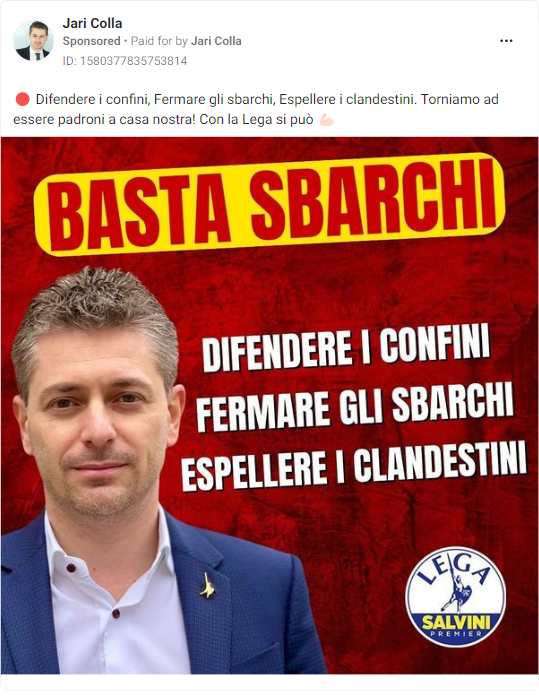 Jari Colla
Sponsored • Paid for by Jari Colla
ID: 1580377835753814
🔴 Difendere i confini, Fermare gli sbarchi, Espellere i clandestini. Torniamo ad
essere padroni a casa nostra! Con la Lega si può 💪🏻
BASTA SBARCHI
DIFENDERE I CONFINI
FERMARE GLI SBARCHI
ESPELLERE I CLANDESTINI
LEGA
SALVINI
PREMIER